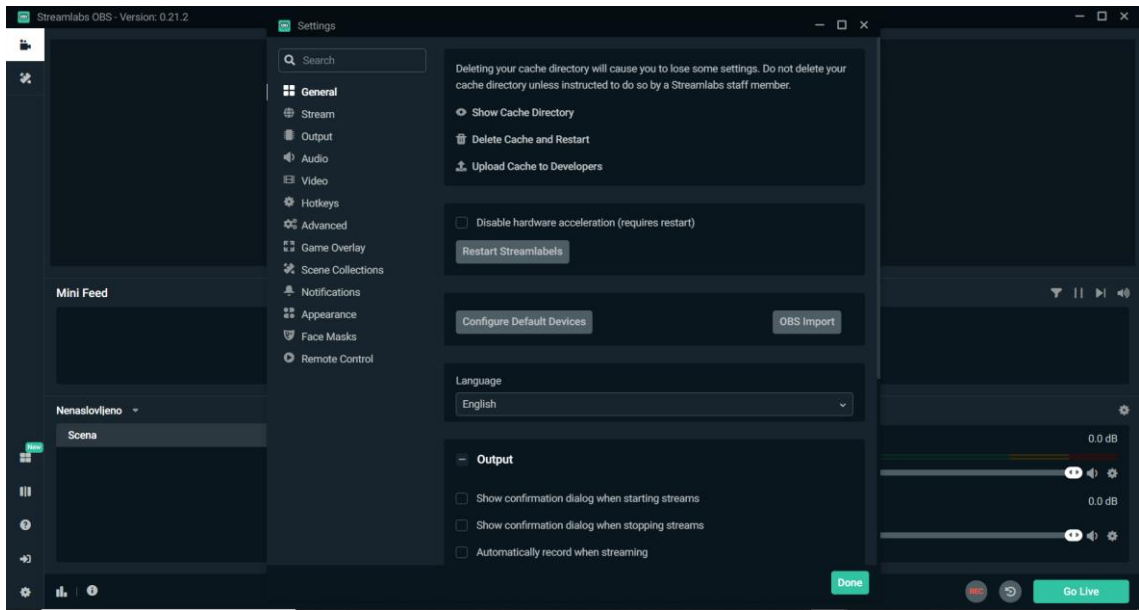 Streamlabs OBS - Version: 0.21.2
Settings
Search
General
Stream
Output
Audio
Video
Hotkeys
Advanced
Game Overlay
Scene Collections
Notifications
Appearance
Face Masks
Remote Control
Deleting your cache directory will cause you to lose some settings. Do not delete your
cache directory unless instructed to do so by a Streamlabs staff member.
Show Cache Directory
Delete Cache and Restart
Upload Cache to Developers
Disable hardware acceleration (requires restart)
Restart Streamlabels
Configure Default Devices
OBS Import
Language
English
Output
Show confirmation dialog when starting streams
Show confirmation dialog when stopping streams
Automatically record when streaming
Done
Mini Feed
Nenaslovljeno
Scena
New
0.0 dB
0.0 dB
REC
Go Live